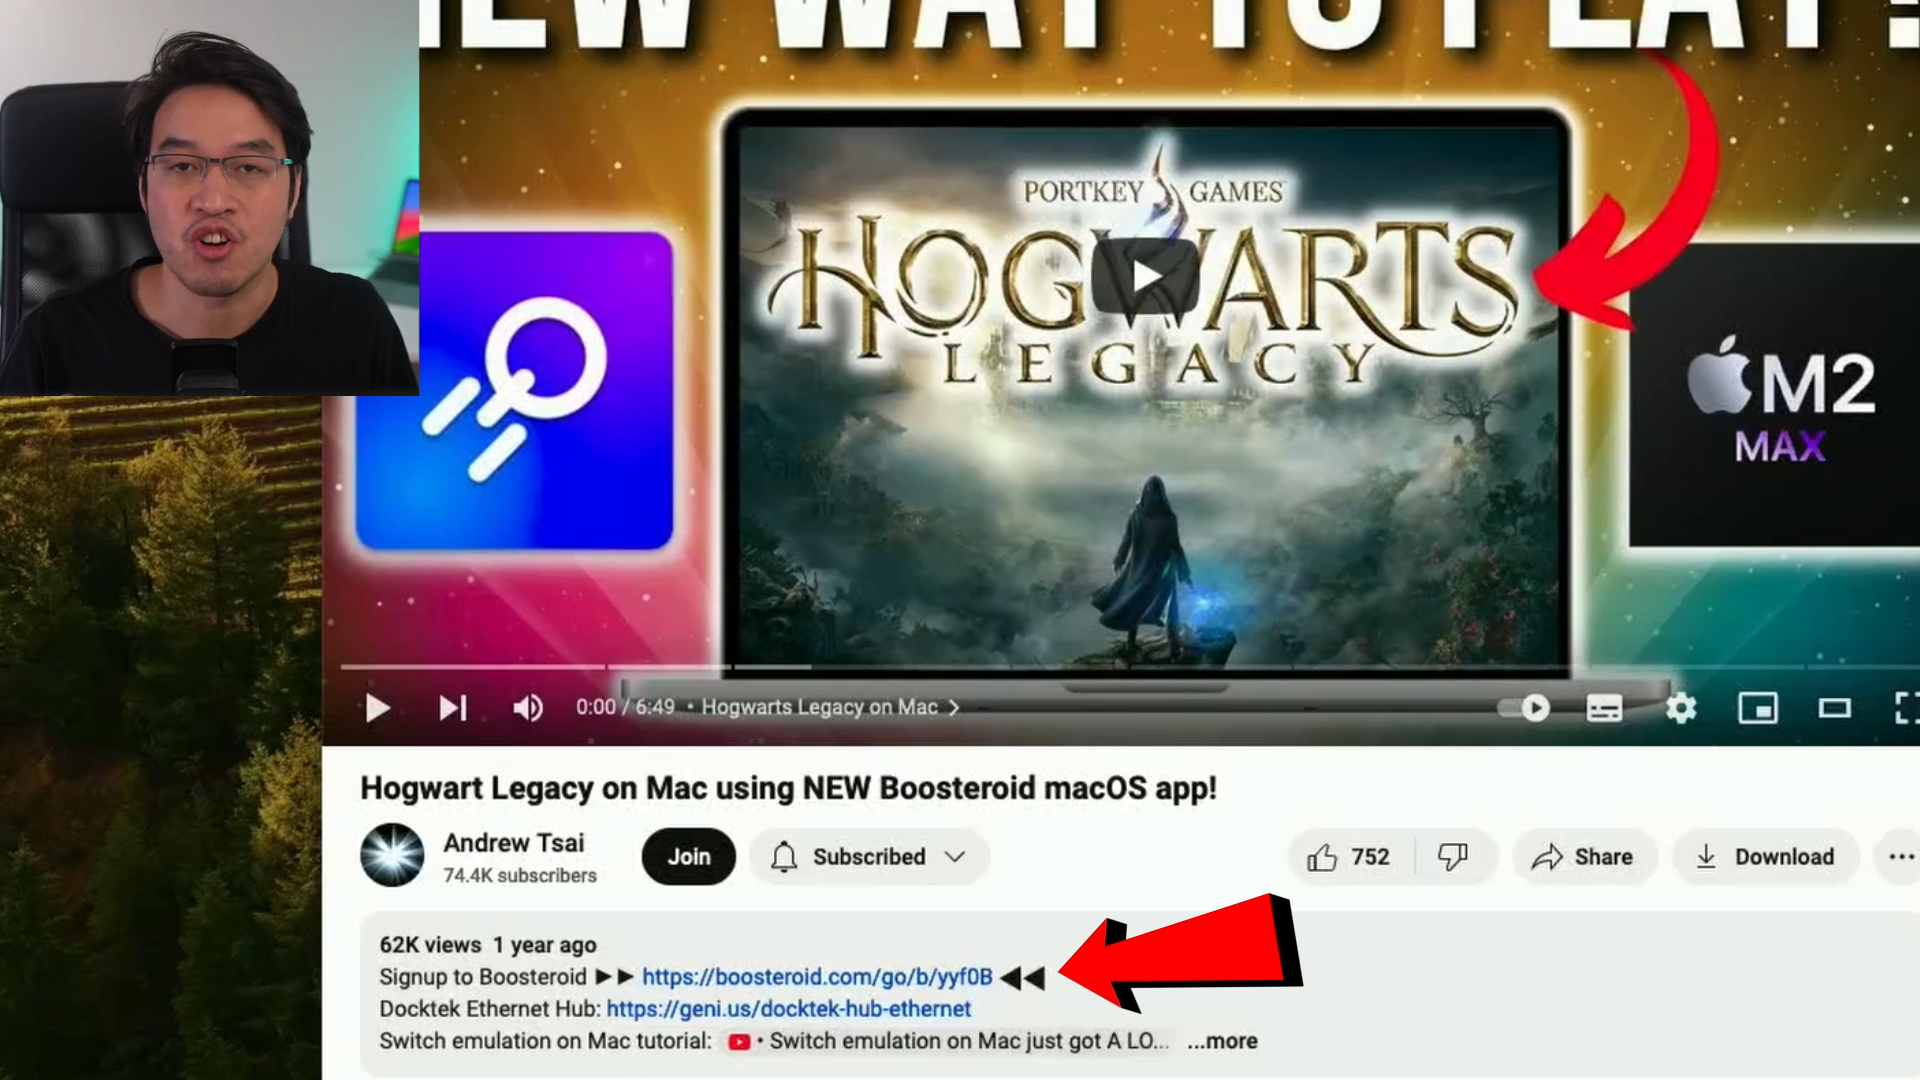 NEW WAY TO PLAY!
PORTKEY GAMES
HOGWARTS
LEGACY
M2
MAX
0:00 / 6:49 • Hogwarts Legacy on Mac >
Hogwart Legacy on Mac using NEW Boosteroid macOS app!
Andrew Tsai
74.4K subscribers
Join
Subscribed
752
Share
Download
62K views 1 year ago
Signup to Boosteroid ►► https://boosteroid.com/go/b/yyf0B ◄◄
Docktek Ethernet Hub: https://geni.us/docktek-hub-ethernet
Switch emulation on Mac tutorial: • Switch emulation on Mac just got A LO... ...more